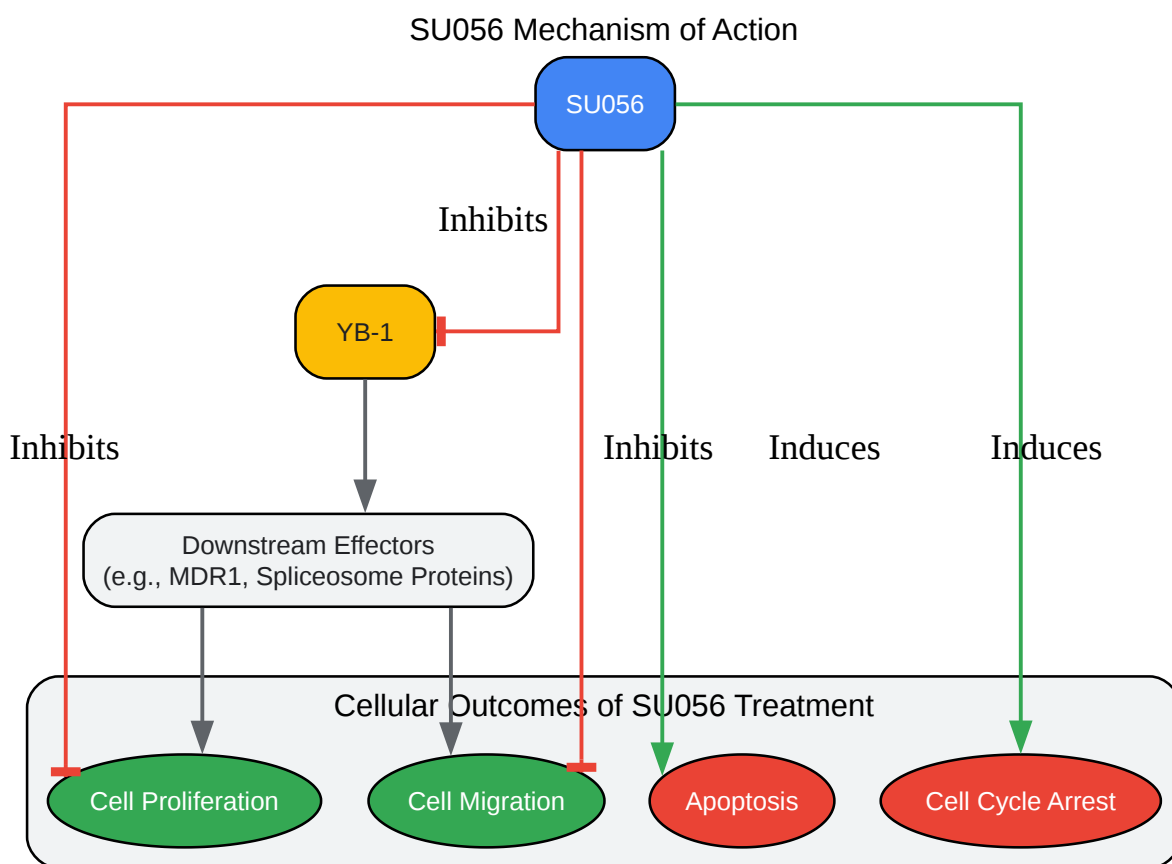 SU056 Mechanism of Action
SU056
Inhibits
YB-1
Inhibits
Inhibits
Induces
Induces
Downstream Effectors
(e.g., MDR1, Spliceosome Proteins)
Cellular Outcomes of SU056 Treatment
Cell Proliferation
Cell Migration
Apoptosis
Cell Cycle Arrest